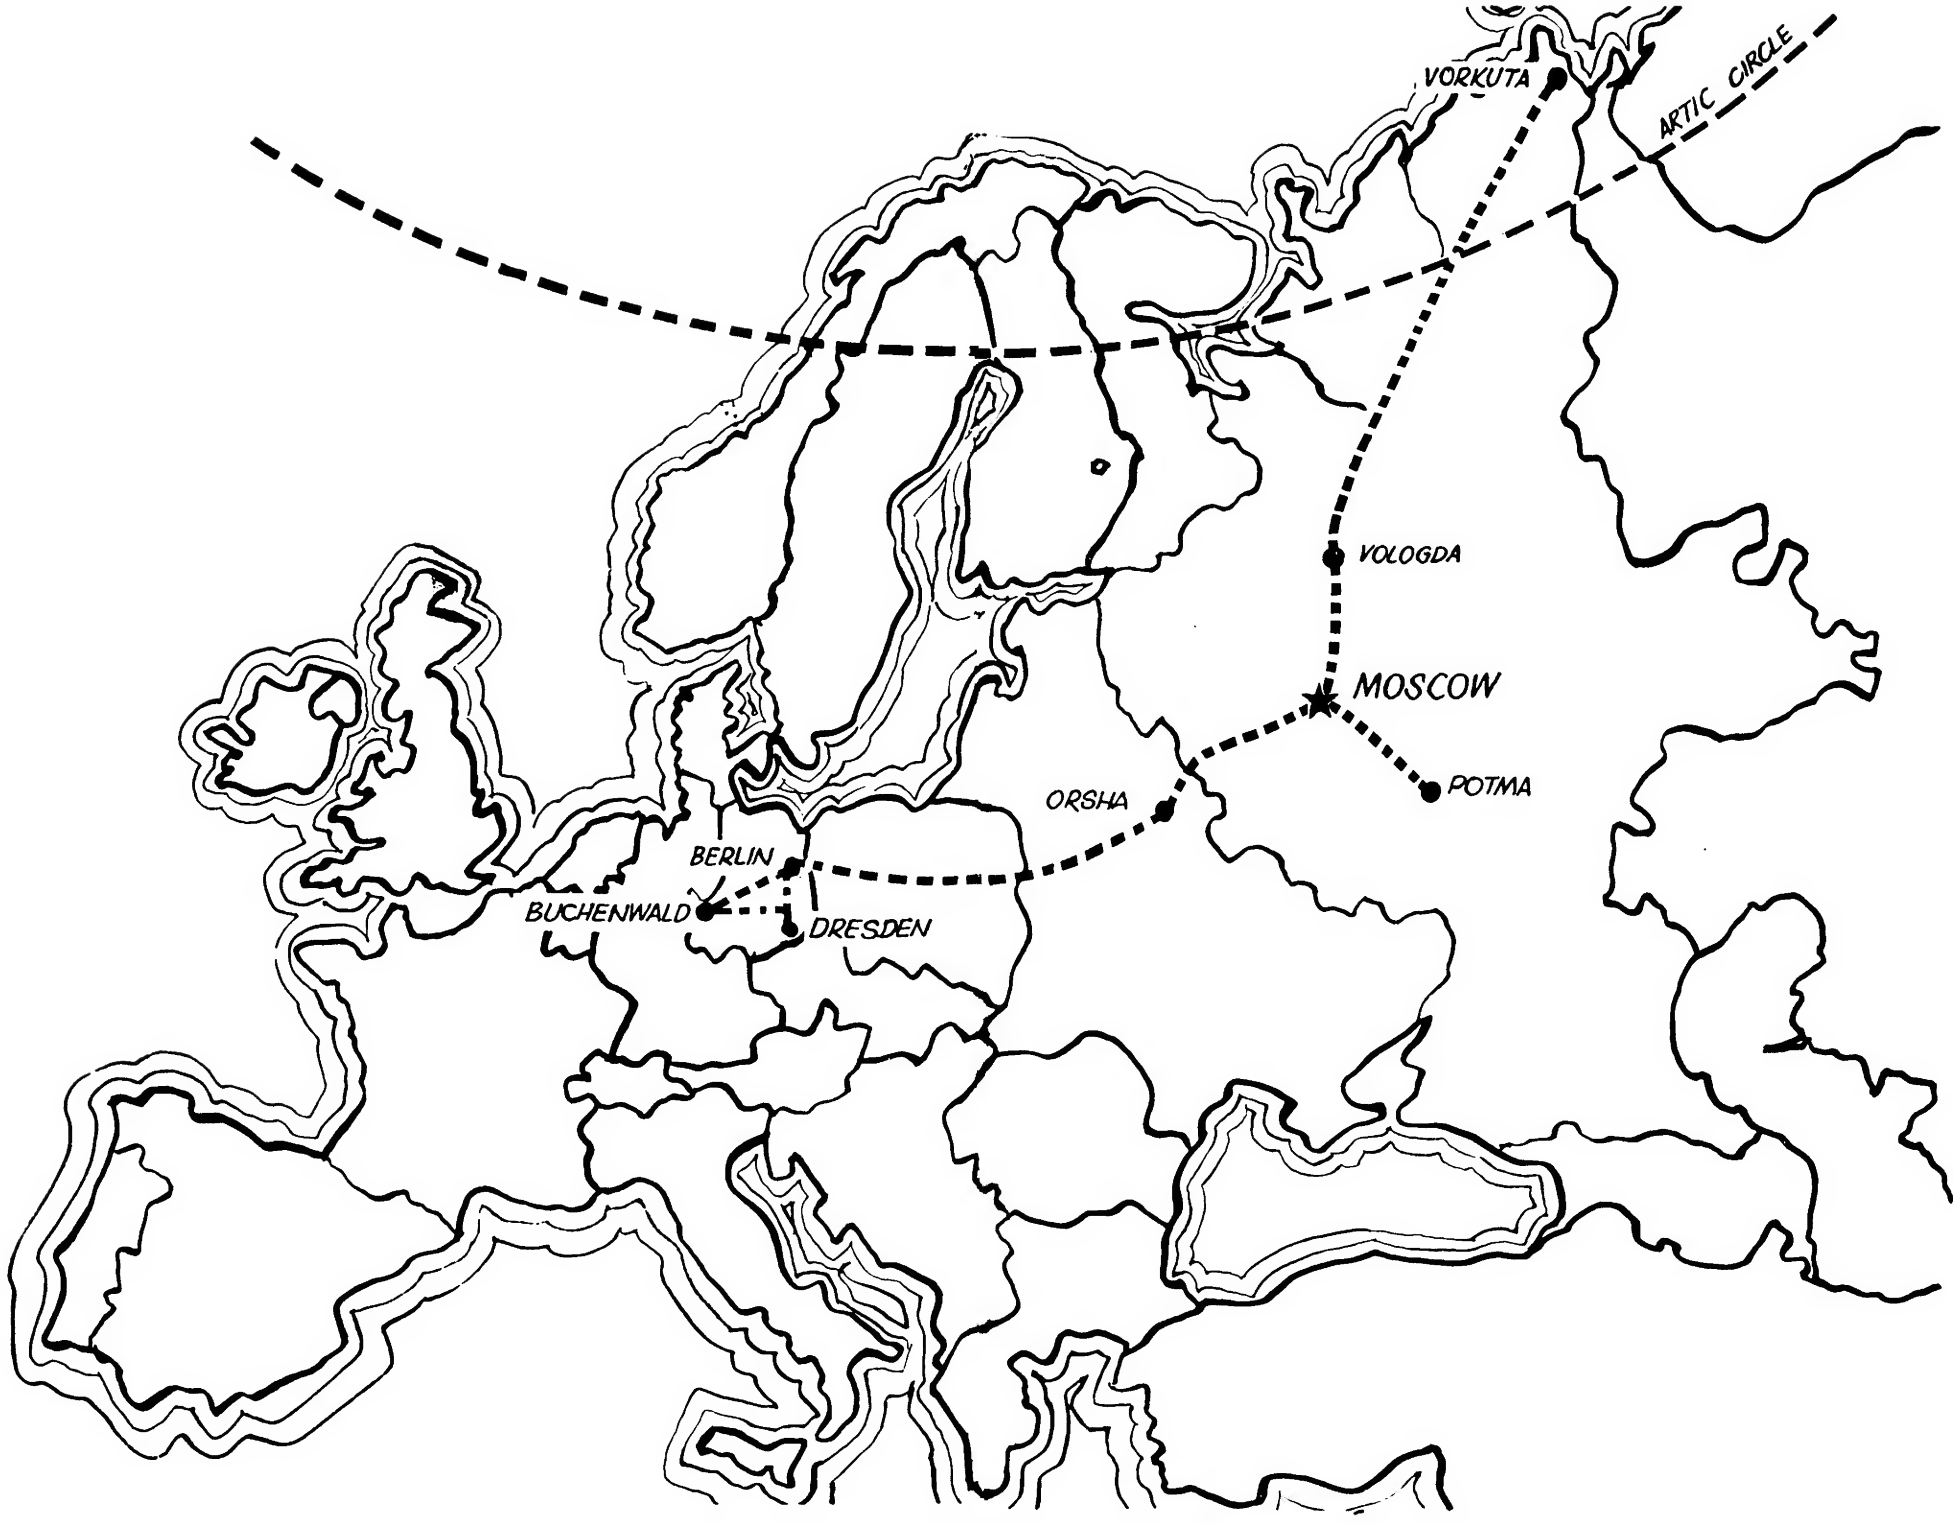 VORKUTA
ARTIC CIRCLE
VOLOGDA
MOSCOW
POTMA
ORSHA
BERLIN
BUCHENWALD
DRESDEN